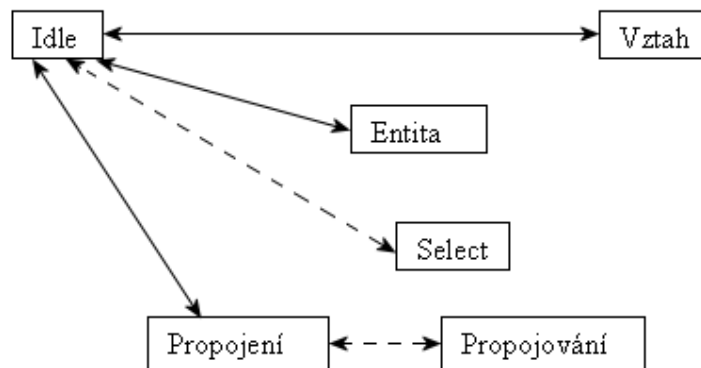 Idle
Vztah
Entita
Select
Propojení
Propojování